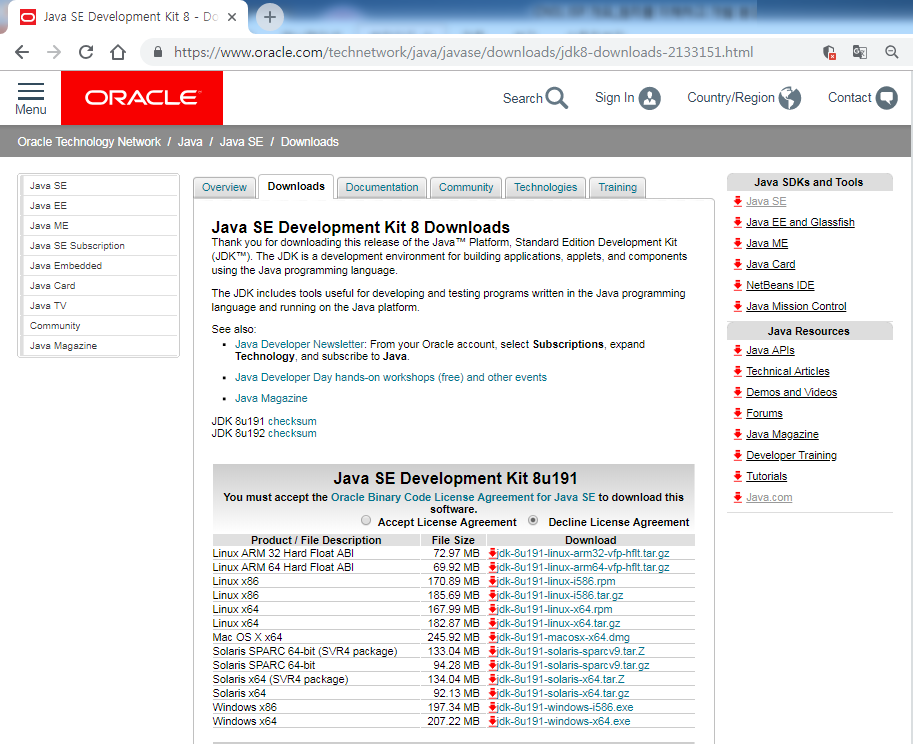 Java SE Development Kit 8 - Do
https://www.oracle.com/technetwork/java/javase/downloads/jdk8-downloads-2133151.html
Menu
ORACLE
Search
Sign In
Country/Region
Contact
Oracle Technology Network / Java / Java SE / Downloads
Java SE
Java EE
Java ME
Java SE Subscription
Java Embedded
Java Card
Java TV
Community
Java Magazine
Overview
Downloads
Documentation
Community
Technologies
Training
Java SE Development Kit 8 Downloads
Thank you for downloading this release of the Java™ Platform, Standard Edition Development Kit
(JDK™). The JDK is a development environment for building applications, applets, and components
using the Java programming language.
The JDK includes tools useful for developing and testing programs written in the Java programming
language and running on the Java platform.
See also:
Java Developer Newsletter: From your Oracle account, select Subscriptions, expand
Technology, and subscribe to Java.
Java Developer Day hands-on workshops (free) and other events
Java Magazine
JDK 8u191 checksum
JDK 8u192 checksum
Java SE Development Kit 8u191
You must accept the Oracle Binary Code License Agreement for Java SE to download this
software.
Accept License Agreement Decline License Agreement
Product / File Description File Size Download
Linux ARM 32 Hard Float ABI 72.97 MB jdk-8u191-linux-arm32-vfp-hflt.tar.gz
Linux ARM 64 Hard Float ABI 69.92 MB jdk-8u191-linux-arm64-vfp-hflt.tar.gz
Linux x86 170.89 MB jdk-8u191-linux-i586.rpm
Linux x86 185.69 MB jdk-8u191-linux-i586.tar.gz
Linux x64 167.99 MB jdk-8u191-linux-x64.rpm
Linux x64 182.87 MB jdk-8u191-linux-x64.tar.gz
Mac OS X x64 245.92 MB jdk-8u191-macosx-x64.dmg
Solaris SPARC 64-bit (SVR4 package) 133.04 MB jdk-8u191-solaris-sparcv9.tar.Z
Solaris SPARC 64-bit 94.28 MB jdk-8u191-solaris-sparcv9.tar.gz
Solaris x64 (SVR4 package) 134.04 MB jdk-8u191-solaris-x64.tar.Z
Solaris x64 92.13 MB jdk-8u191-solaris-x64.tar.gz
Windows x86 197.34 MB jdk-8u191-windows-i586.exe
Windows x64 207.22 MB jdk-8u191-windows-x64.exe
Java SDKs and Tools
Java SE
Java EE and Glassfish
Java ME
Java Card
NetBeans IDE
Java Mission Control
Java Resources
Java APIs
Technical Articles
Demos and Videos
Forums
Java Magazine
Developer Training
Tutorials
Java.com